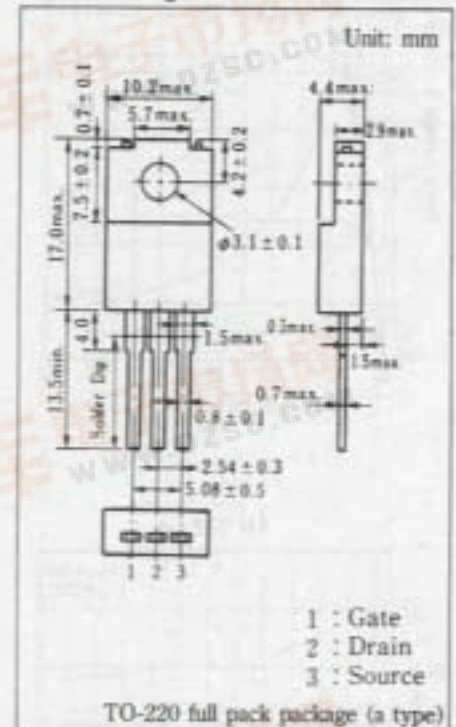 Unit: mm
10.2max.
4.4max.
5.7max.
2.9max.
0.7±0.1
4.2±0.2
7.5±0.2
17.0max.
φ3.1±0.1
4.0
1.5max.
1.5max.
13.5min.
Solder Dip
0.7max.
0.8±0.1
2.54±0.3
5.08±0.5
1 2 3
1 : Gate
2 : Drain
3 : Source
TO-220 full pack package (a type)